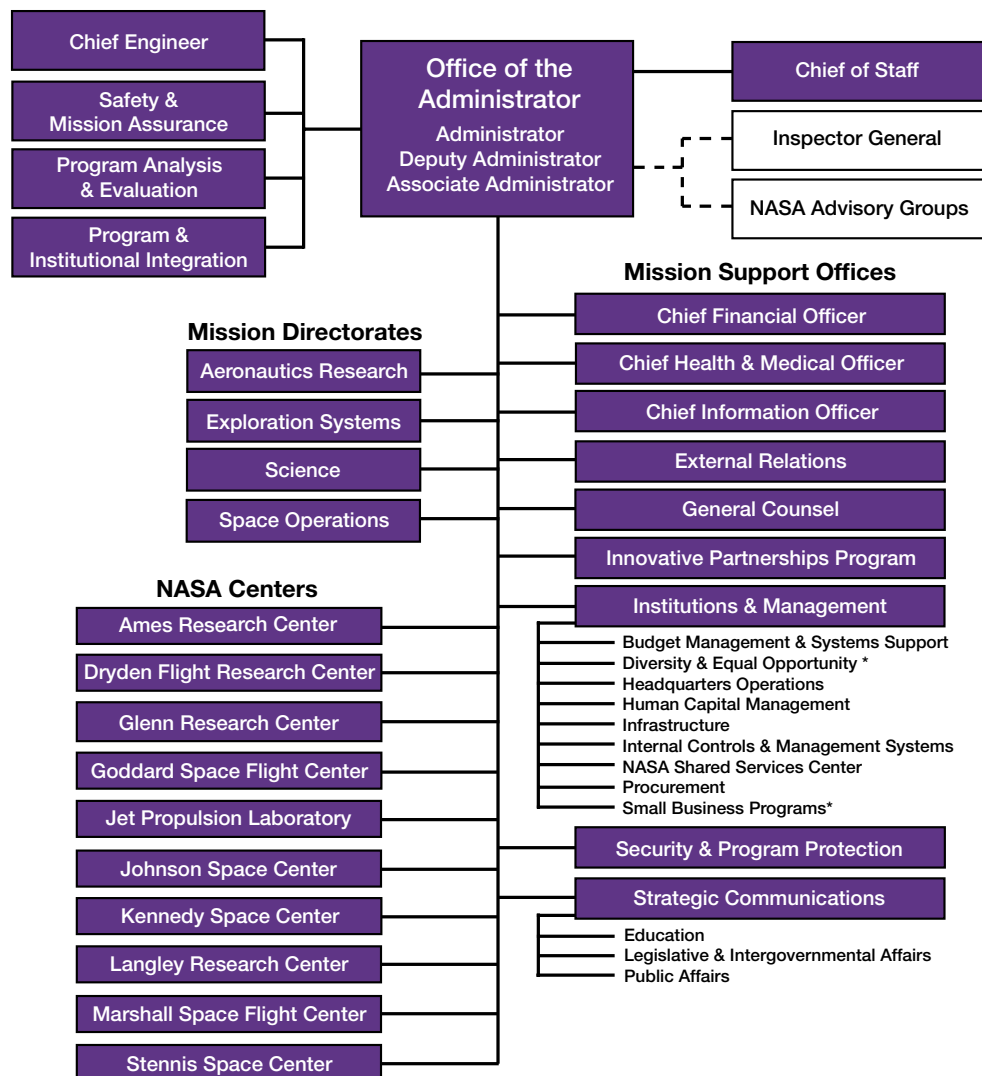 Chief Engineer
Safety &
Mission Assurance
Program Analysis
& Evaluation
Program &
Institutional Integration
Office of the
Administrator
Administrator
Deputy Administrator
Associate Administrator
Chief of Staff
Inspector General
NASA Advisory Groups
Mission Directorates
Aeronautics Research
Exploration Systems
Science
Space Operations
NASA Centers
Ames Research Center
Dryden Flight Research Center
Glenn Research Center
Goddard Space Flight Center
Jet Propulsion Laboratory
Johnson Space Center
Kennedy Space Center
Langley Research Center
Marshall Space Flight Center
Stennis Space Center
Mission Support Offices
Chief Financial Officer
Chief Health & Medical Officer
Chief Information Officer
External Relations
General Counsel
Innovative Partnerships Program
Institutions & Management
Budget Management & Systems Support
Diversity & Equal Opportunity *
Headquarters Operations
Human Capital Management
Infrastructure
Internal Controls & Management Systems
NASA Shared Services Center
Procurement
Small Business Programs*
Security & Program Protection
Strategic Communications
Education
Legislative & Intergovernmental Affairs
Public Affairs